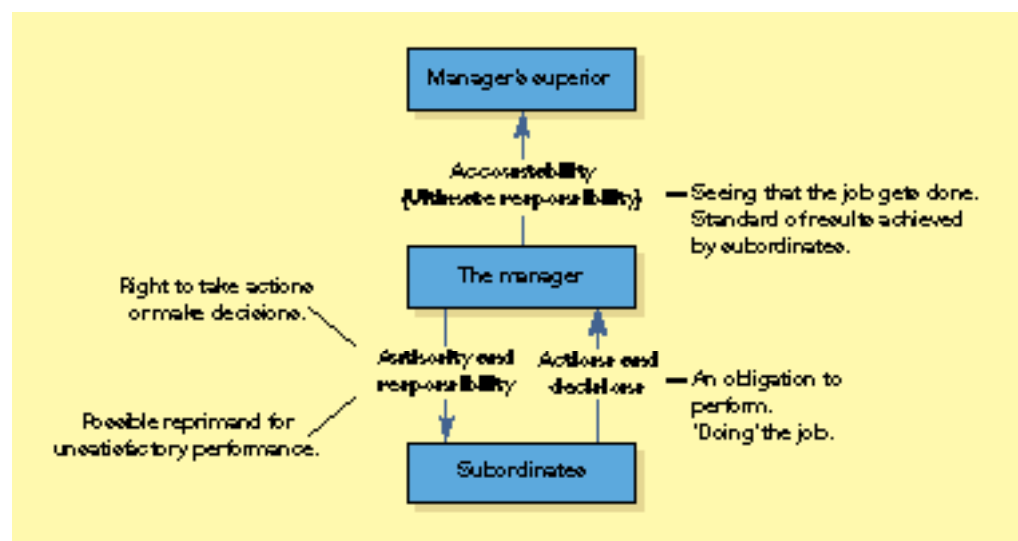 Manager's superior
Accountability
(Ultimate responsibility)
Seeing that the job gets done.
Standard of results achieved
by subordinates.
The manager
Right to take actions
or make decisions.
Authority and
responsibility
Actions and
decisions
An obligation to
perform.
'Doing' the job.
Possible reprimand for
unsatisfactory performance.
Subordinates